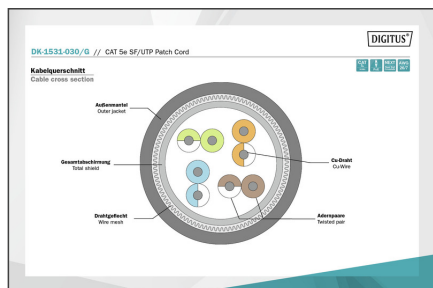 DIGITUS®
DK-1531-030/G // CAT 5e SF/UTP Patch Cord
Kabelquerschnitt
Cable cross section
Außenmantel
Outer jacket
Gesamtabschirmung
Total shield
Drahtgeflecht
Wire mesh
Cu-Draht
Cu-Wire
Adernpaare
Twisted pair